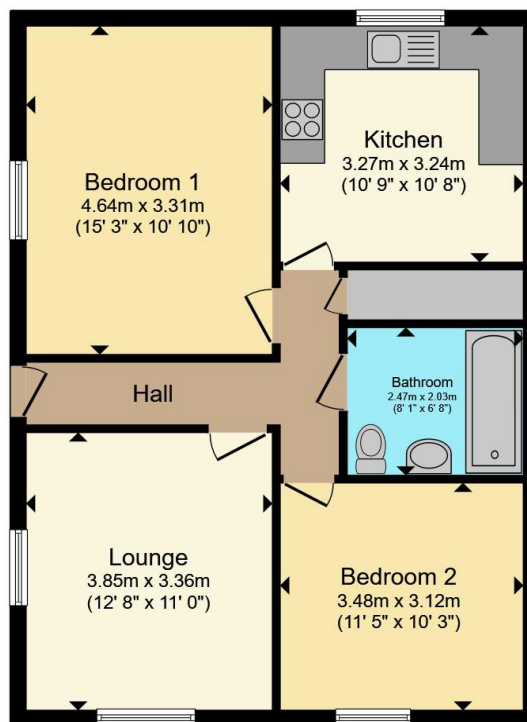 Bedroom 1
4.64m x 3.31m
(15' 3" x 10' 10")
Kitchen
3.27m x 3.24m
(10' 9" x 10' 8")
Hall
Bathroom
2.47m x 2.03m
(8' 1" x 6' 8")
Lounge
3.85m x 3.36m
(12' 8" x 11' 0")
Bedroom 2
3.48m x 3.12m
(11' 5" x 10' 3")